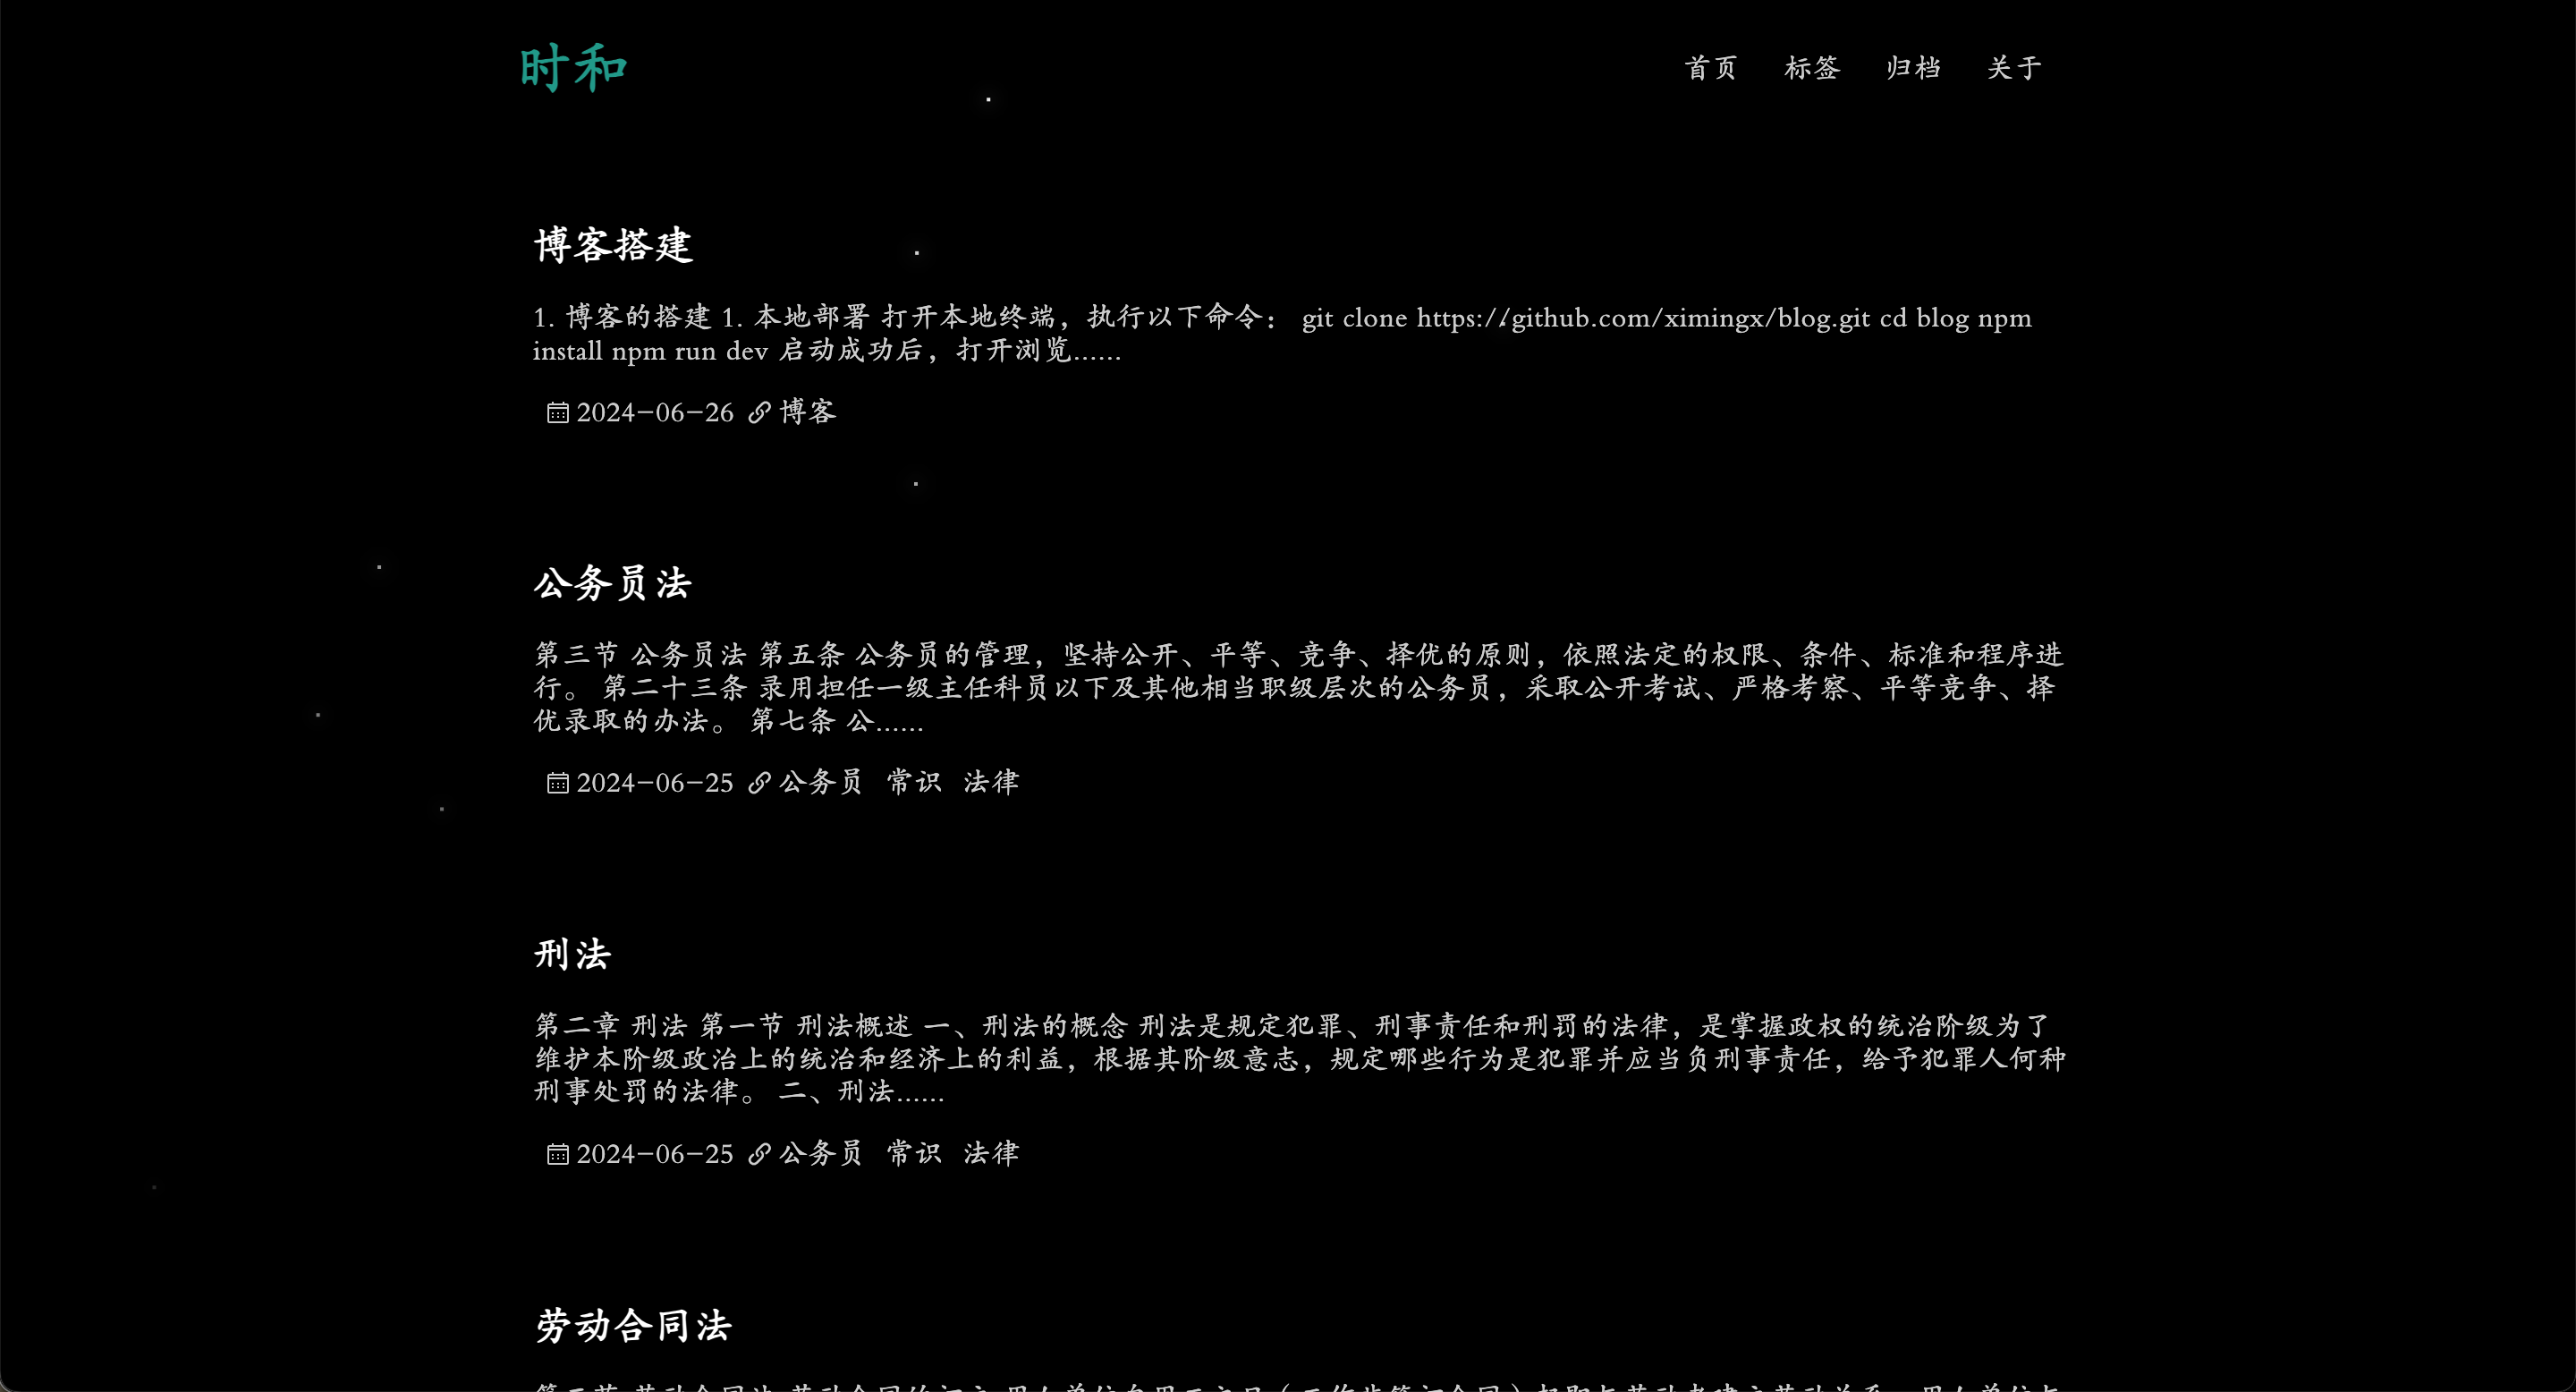 时和
首页 标签 归档 关于
博客搭建
1. 博客的搭建 1. 本地部署 打开本地终端，执行以下命令： git clone https://github.com/ximingx/blog.git cd blog npm
install npm run dev 启动成功后，打开浏览......
2024-06-26 博客
公务员法
第三节 公务员法 第五条 公务员的管理，坚持公开、平等、竞争、择优的原则，依照法定的权限、条件、标准和程序进
行。 第二十三条 录用担任一级主任科员以下及其他相当职级层次的公务员，采取公开考试、严格考察、平等竞争、择
优录取的办法。 第七条 公......
2024-06-25 公务员 常识 法律
刑法
第二章 刑法 第一节 刑法概述 一、刑法的概念 刑法是规定犯罪、刑事责任和刑罚的法律，是掌握政权的统治阶级为了
维护本阶级政治上的统治和经济上的利益，根据其阶级意志，规定哪些行为是犯罪并应当负刑事责任，给予犯罪人何种
刑事处罚的法律。 二、刑法......
2024-06-25 公务员 常识 法律
劳动合同法